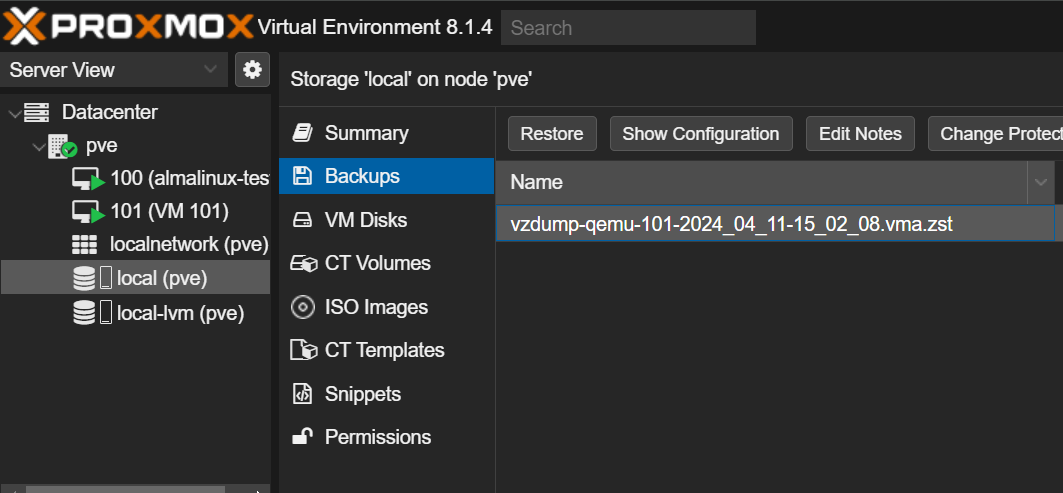 PROXMOX Virtual Environment 8.1.4 Search
Server View
Datacenter
pve
100 (almalinux-tes
101 (VM 101)
localnetwork (pve)
local (pve)
local-lvm (pve)
Storage 'local' on node 'pve'
Summary
Backups
VM Disks
CT Volumes
ISO Images
CT Templates
Snippets
Permissions
Restore Show Configuration Edit Notes Change Protect
Name
vzdump-qemu-101-2024_04_11-15_02_08.vma.zst